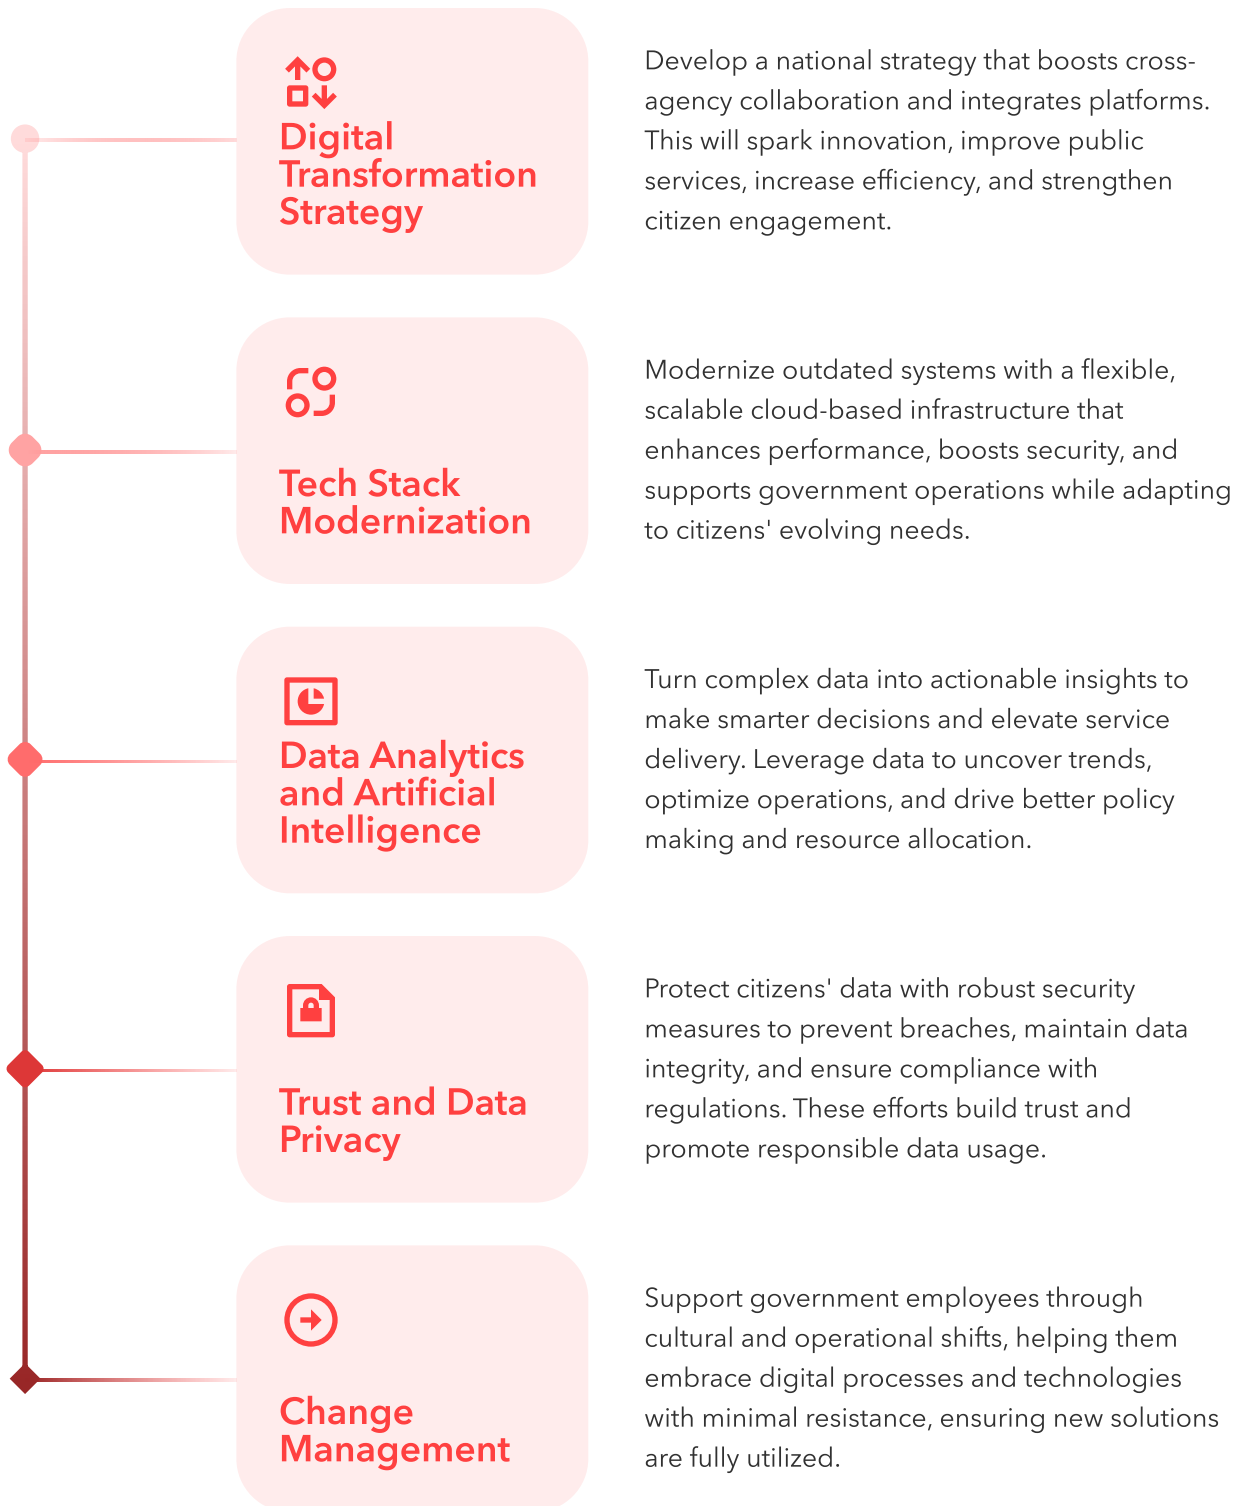 Digital
Transformation
Strategy
Develop a national strategy that boosts cross-
agency collaboration and integrates platforms.
This will spark innovation, improve public
services, increase efficiency, and strengthen
citizen engagement.
Tech Stack
Modernization
Modernize outdated systems with a flexible,
scalable cloud-based infrastructure that
enhances performance, boosts security, and
supports government operations while adapting
to citizens' evolving needs.
Data Analytics
and Artificial
Intelligence
Turn complex data into actionable insights to
make smarter decisions and elevate service
delivery. Leverage data to uncover trends,
optimize operations, and drive better policy
making and resource allocation.
Trust and Data
Privacy
Protect citizens' data with robust security
measures to prevent breaches, maintain data
integrity, and ensure compliance with
regulations. These efforts build trust and
promote responsible data usage.
Change
Management
Support government employees through
cultural and operational shifts, helping them
embrace digital processes and technologies
with minimal resistance, ensuring new solutions
are fully utilized.